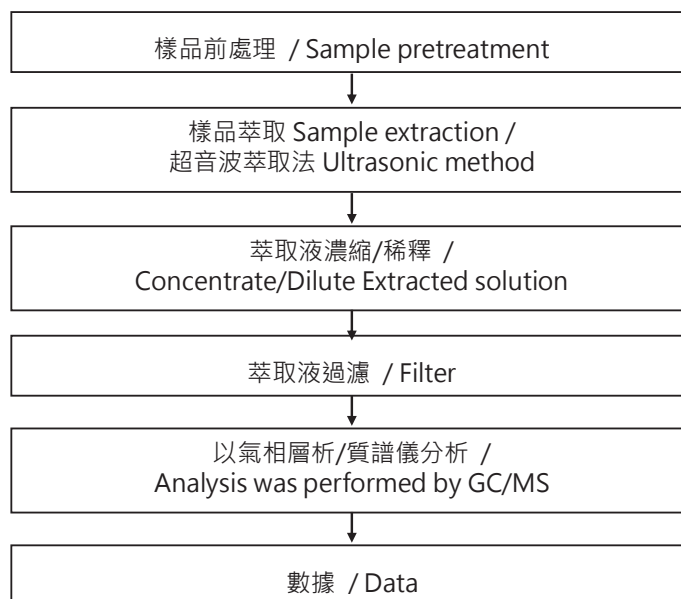 樣品前處理 / Sample pretreatment
樣品萃取 Sample extraction /
超音波萃取法 Ultrasonic method
萃取液濃縮/稀釋 /
Concentrate/Dilute Extracted solution
萃取液過濾 / Filter
以氣相層析/質譜儀分析 /
Analysis was performed by GC/MS
數據 / Data